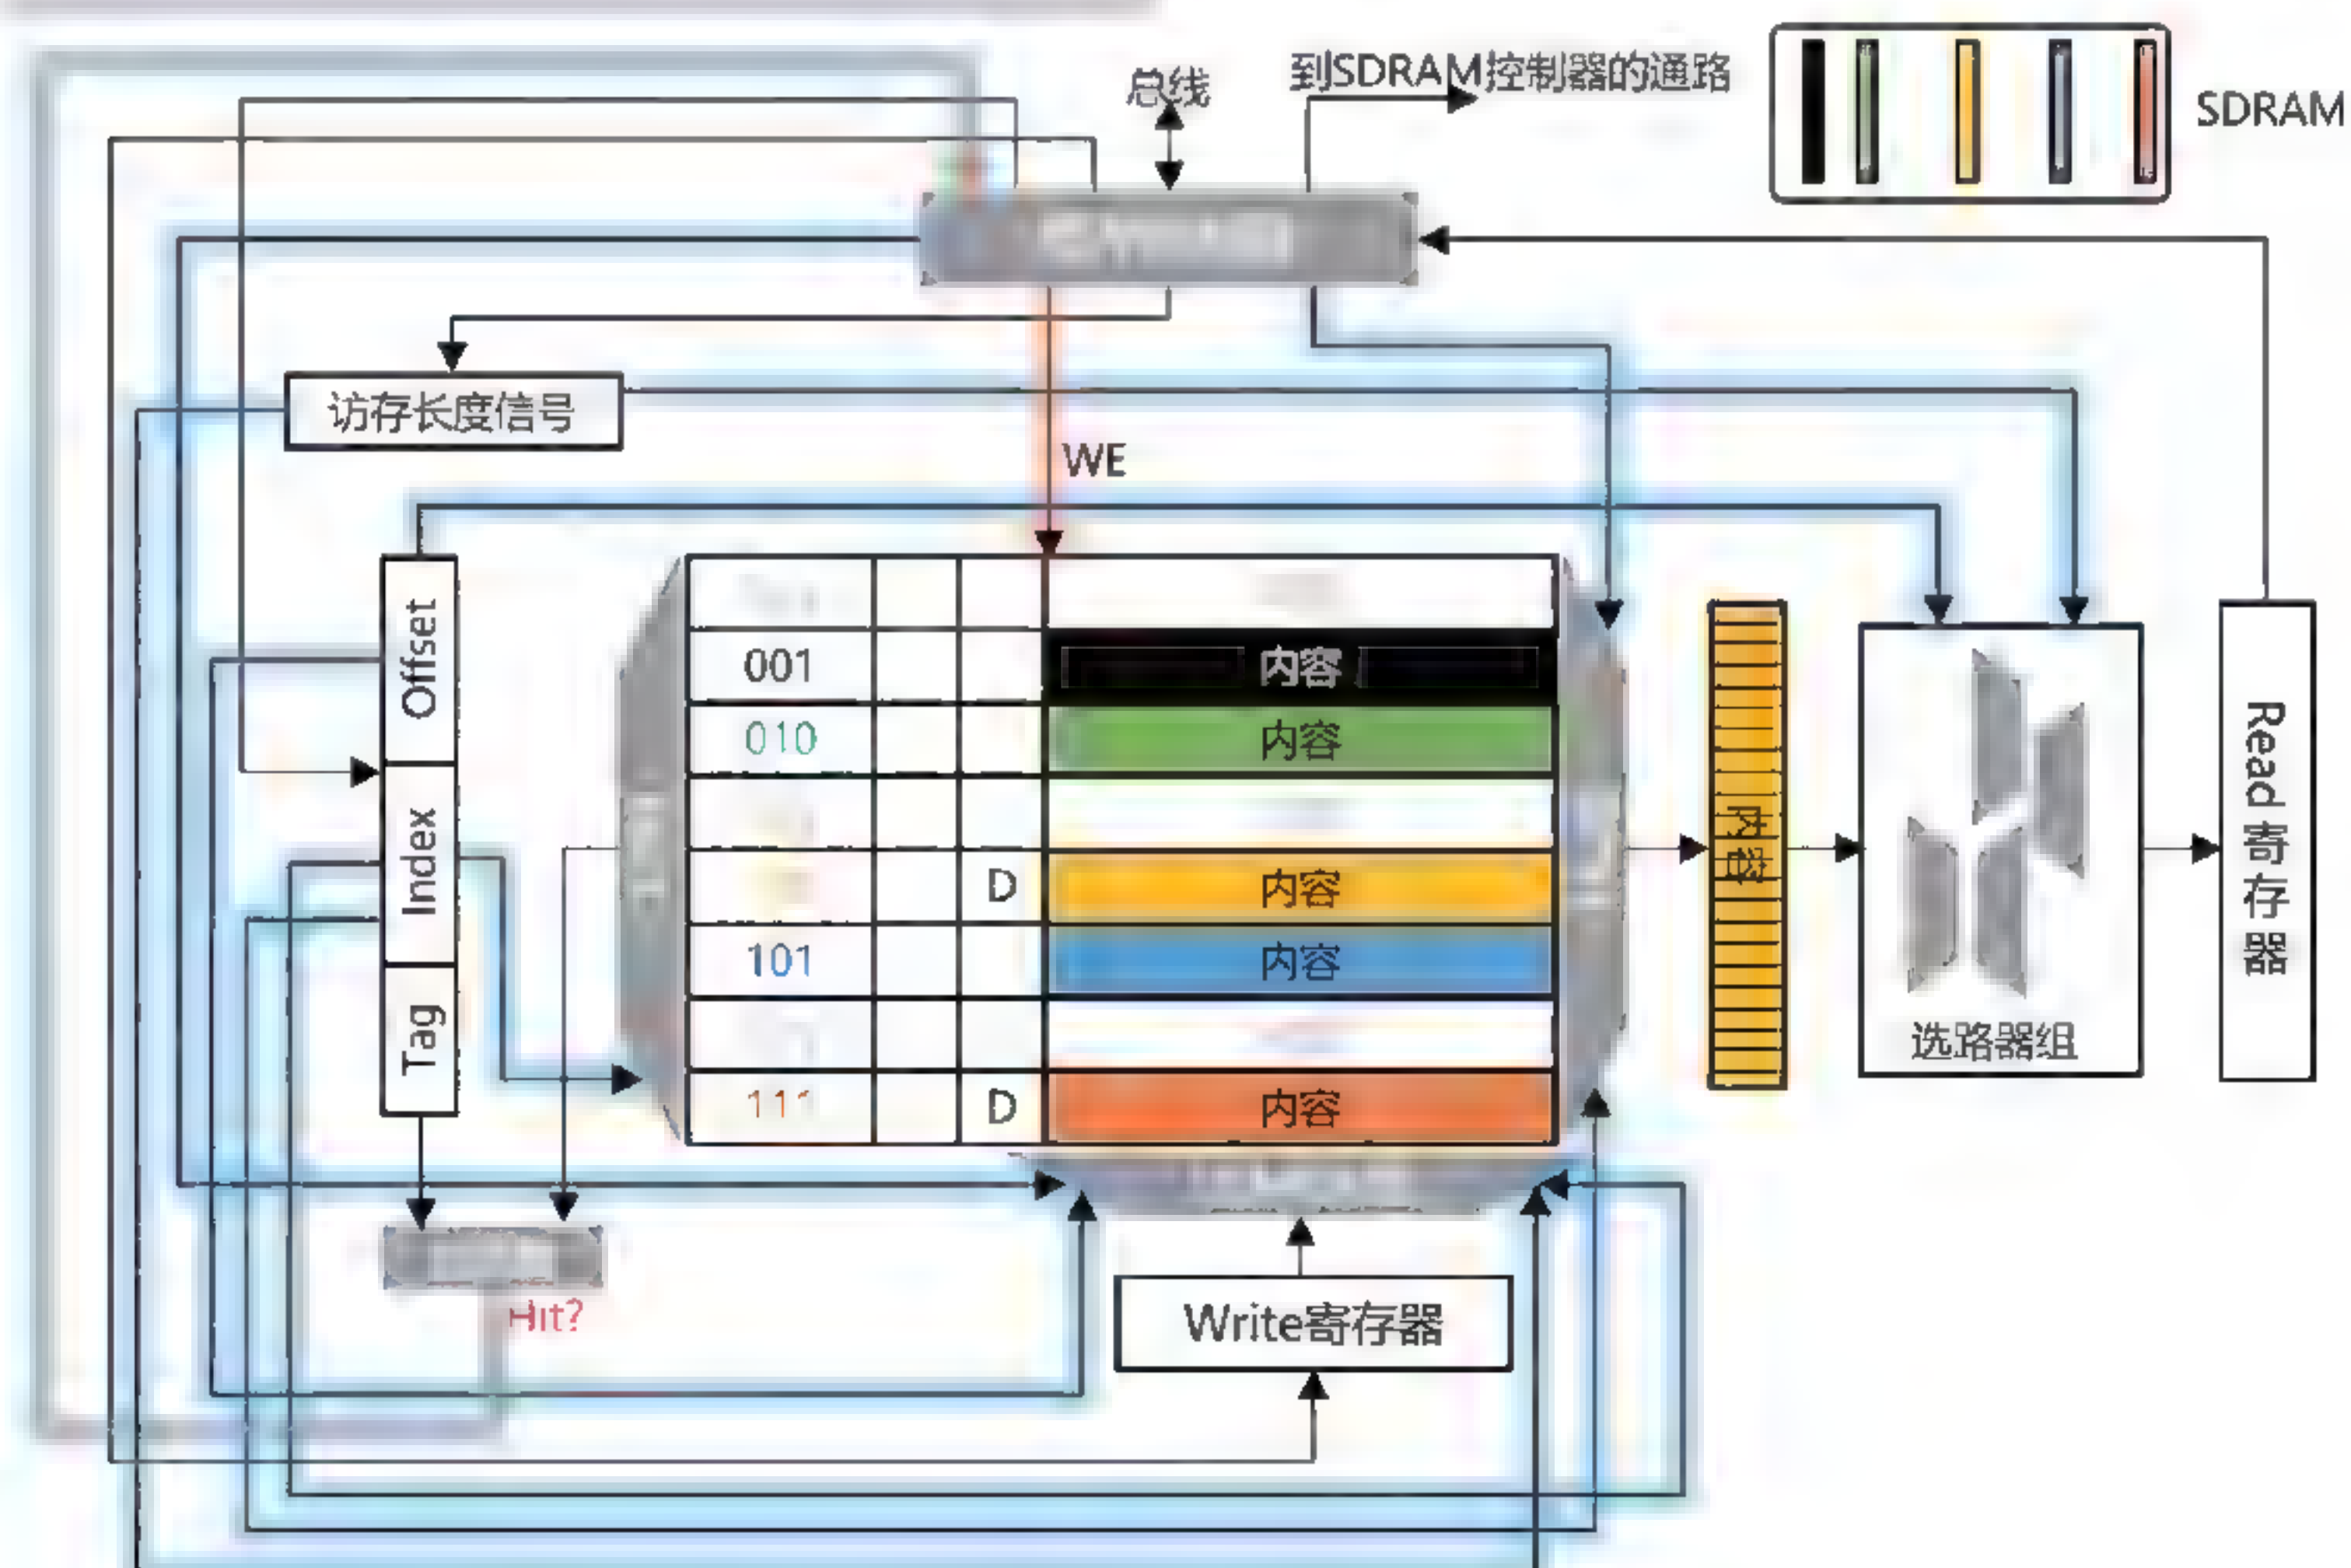 总线
到SDRAM控制器的通路
SDRAM
访存长度信号
WE
Offset
Index
Tag
001 内容
010 内容
D 内容
101 内容
111 D 内容
内容
选路器组
Read寄存器
Hit?
Write寄存器